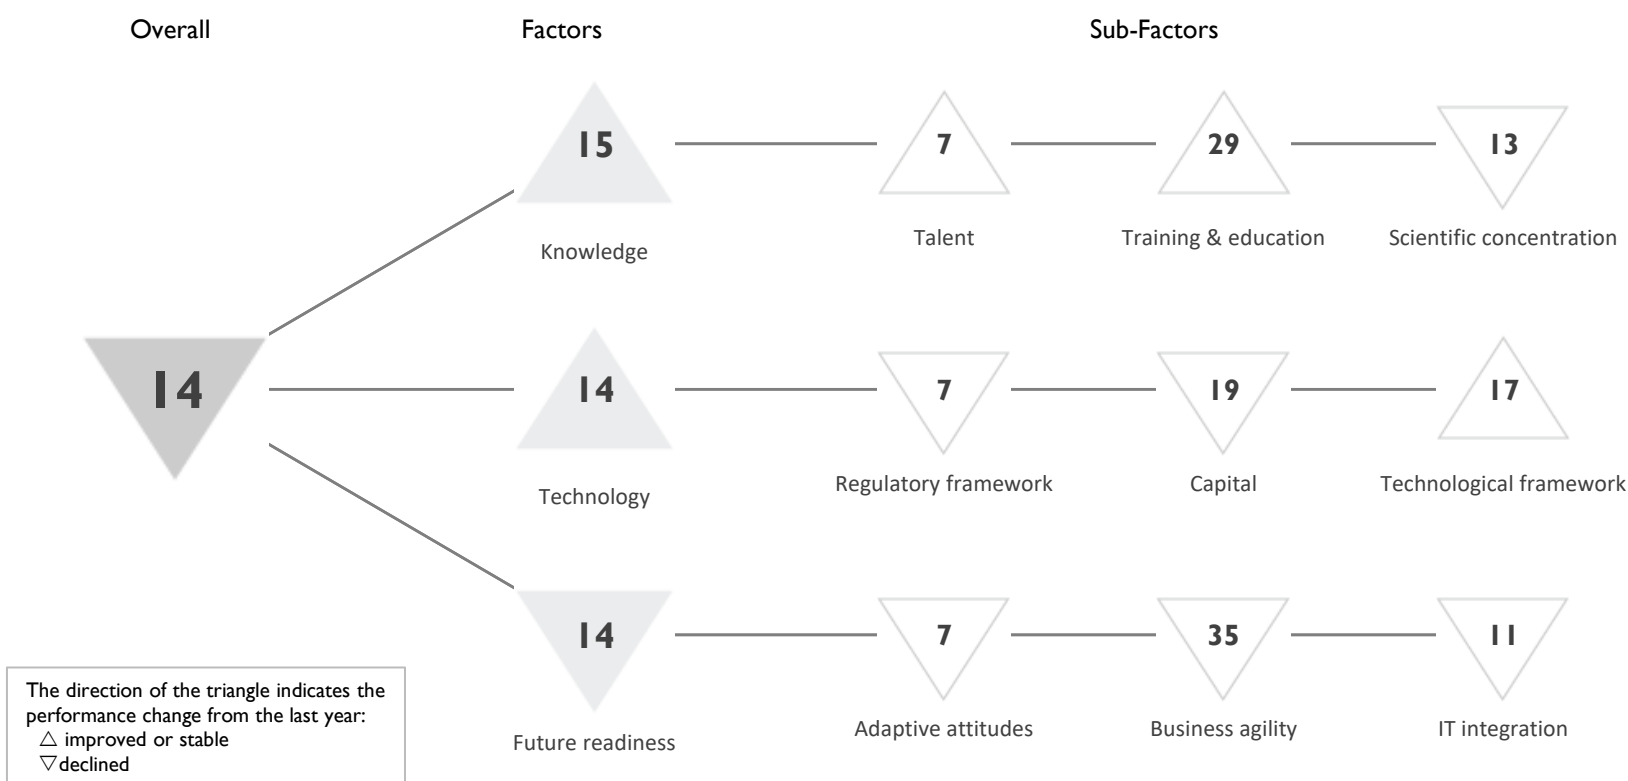 Overall
Factors
Sub-Factors
15
7
29
13
Knowledge
Talent
Training & education
Scientific concentration
14
14
7
19
17
Technology
Regulatory framework
Capital
Technological framework
14
7
35
11
Future readiness
Adaptive attitudes
Business agility
IT integration
The direction of the triangle indicates the
performance change from the last year:
△ improved or stable
▽declined